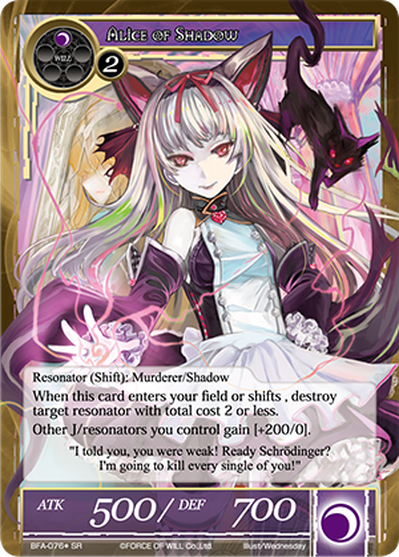 ALICE OF SHADOW
WILL
2
Resonator (Shift): Murderer/Shadow
When this card enters your field or shifts , destroy
target resonator with total cost 2 or less.
Other J/resonators you control gain [+200/0].
"I told you, you were weak! Ready Schrödinger?
I'm going to kill every single of you!"
ATK 500/ DEF 700
BFA-076* SR ©FORCE OF WILL Co.,Ltd. Illust/Wednesday